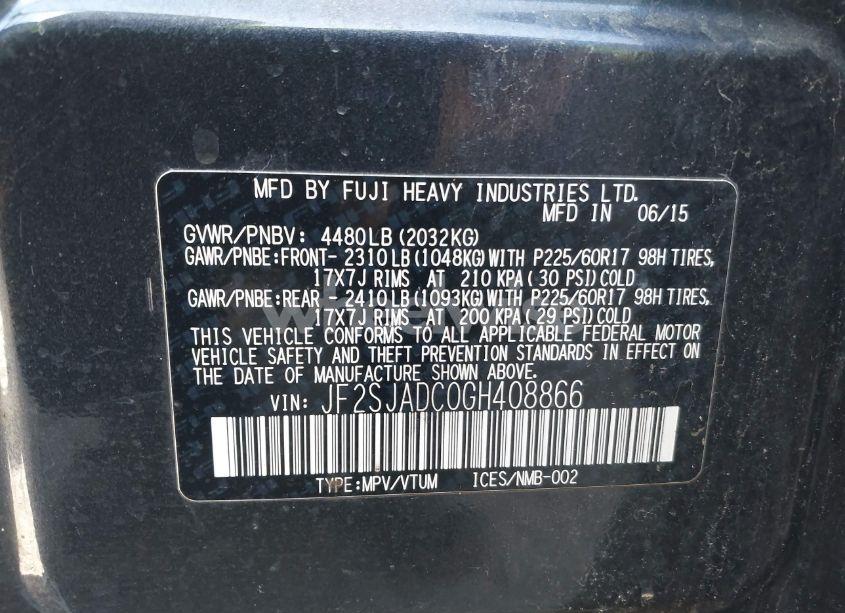 MFD BY FUJI HEAVY INDUSTRIES LTD.
MFD IN 06/15
GVWR/PNBV: 4480LB(2032KG)
GAWR/PNBE:FRONT- 2310LB(1048KG)WITH P225/60R17 98H TIRES,
17X7J RIMS AT 210 KPA(30 PSI)COLD
GAWR/PNBE:REAR - 2410LB(1093KG)WITH P225/60R17 98H TIRES,
17X7J RIMS AT 200 KPA(29 PSI)COLD
THIS VEHICLE CONFORMS TO ALL APPLICABLE FEDERAL MOTOR
VEHICLE SAFETY AND THEFT PREVENTION STANDARDS IN EFFECT ON
THE DATE OF MANUFACTURE SHOWN ABOVE.
VIN: JF2SJADC0GH408866
TYPE:MPV/VTUM ICES/NMB-002